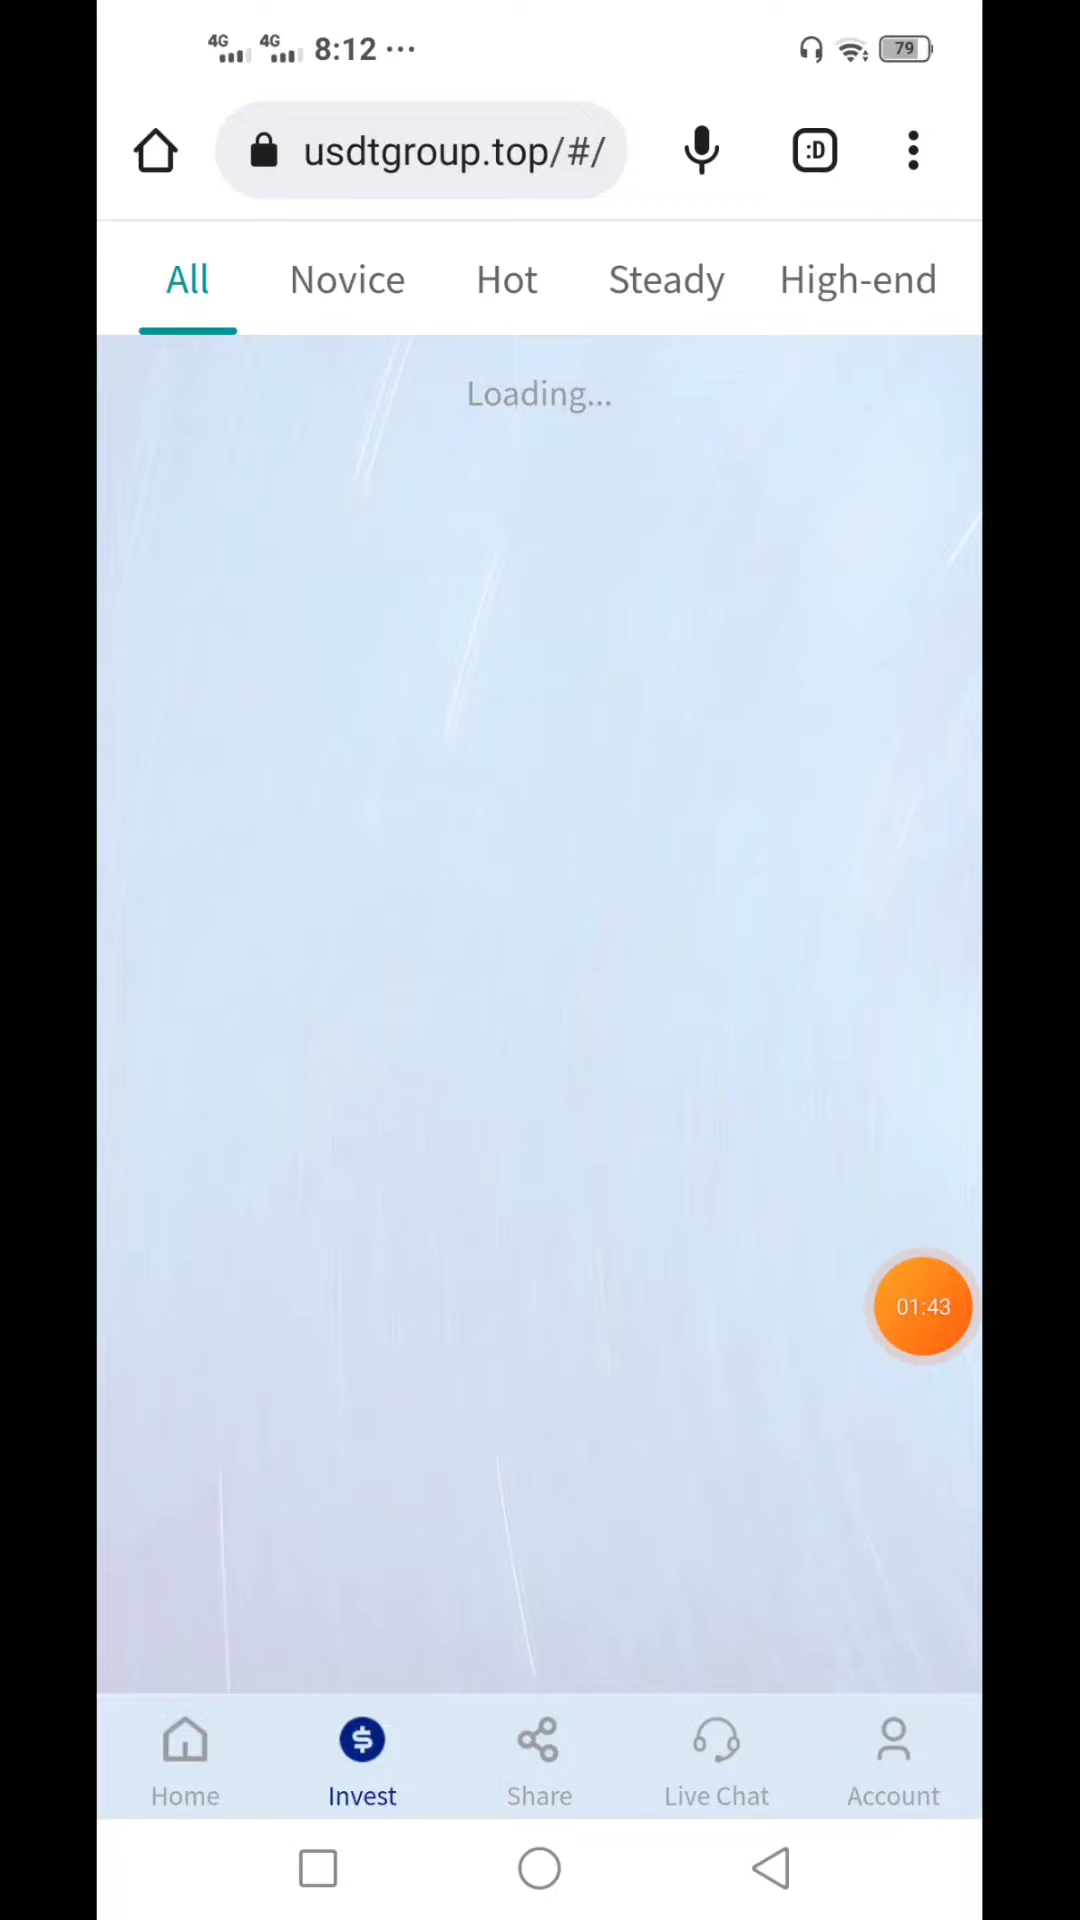 4G 4G 8:12 ... 79
usdtgroup.top/#/ :D
All Novice Hot Steady High-end
Loading...
01:43
Home Invest Share Live Chat Account